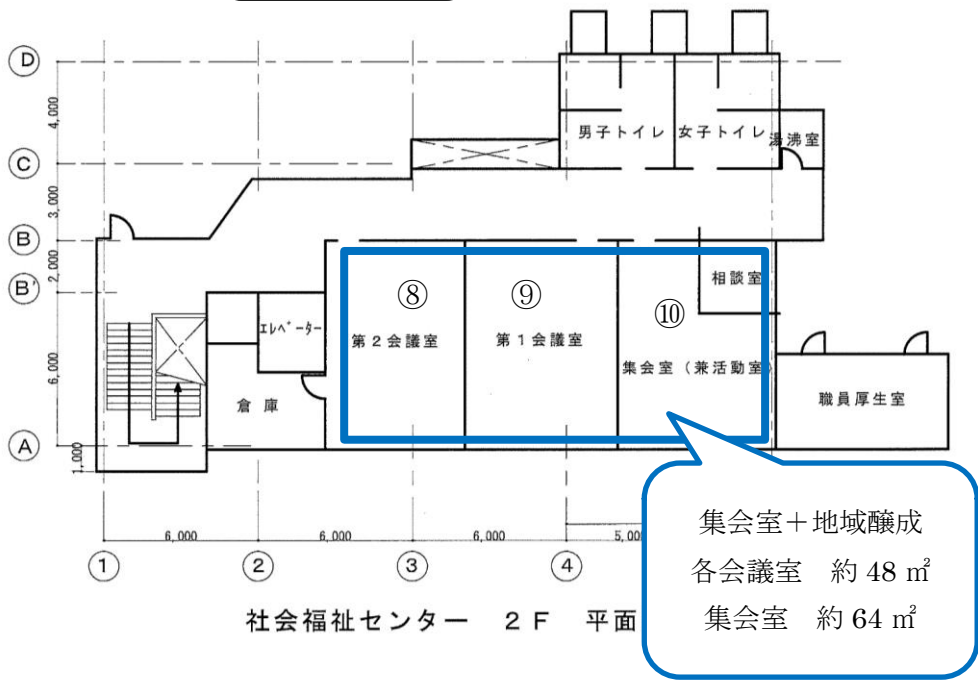 D
4,000
男子トイレ
女子トイレ
湯沸室
C
3,000
B
2,000
B'
相談室
⑧
⑨
⑩
エレベーター
第2会議室
第1会議室
集会室（兼活動室）
6,000
倉庫
職員厚生室
A
1,000
6,000
6,000
6,000
5,00
①
②
③
④
集会室＋地域醸成
各会議室　約 48 ㎡
集会室　約 64 ㎡
社会福祉センター　2F　平面